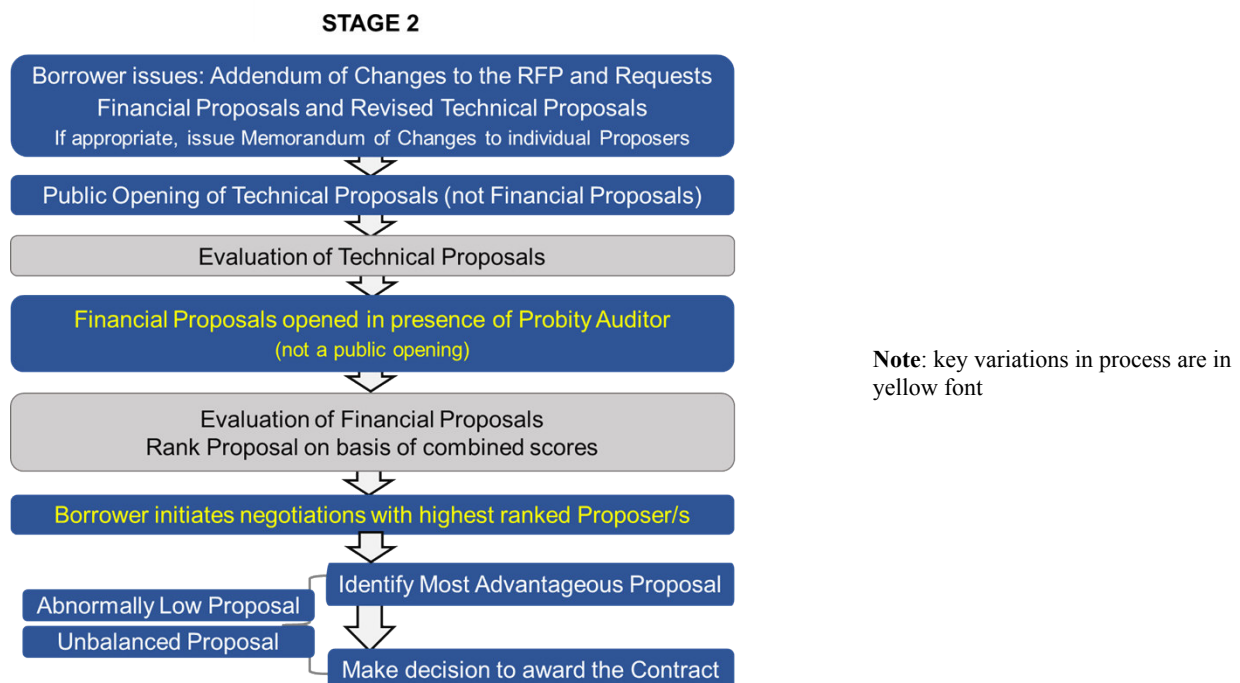 STAGE 2
Borrower issues: Addendum of Changes to the RFP and Requests
Financial Proposals and Revised Technical Proposals
If appropriate, issue Memorandum of Changes to individual Proposers
Public Opening of Technical Proposals (not Financial Proposals)
Evaluation of Technical Proposals
Financial Proposals opened in presence of Probity Auditor
(not a public opening)
Note: key variations in process are in
yellow font
Evaluation of Financial Proposals
Rank Proposal on basis of combined scores
Borrower initiates negotiations with highest ranked Proposer/s
Identify Most Advantageous Proposal
Abnormally Low Proposal
Unbalanced Proposal
Make decision to award the Contract